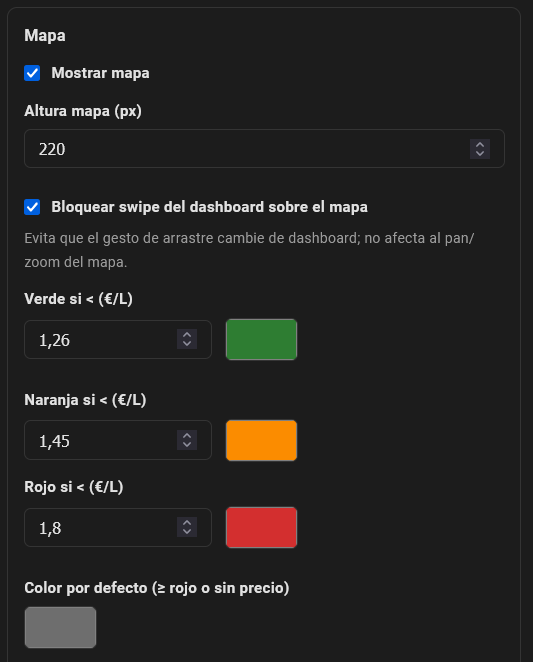 Mapa
Mostrar mapa
Altura mapa (px)
220
Bloquear swipe del dashboard sobre el mapa
Evita que el gesto de arrastre cambie de dashboard; no afecta al pan/
zoom del mapa.
Verde si < (€/L)
1,26
Naranja si < (€/L)
1,45
Rojo si < (€/L)
1,8
Color por defecto (≥ rojo o sin precio)